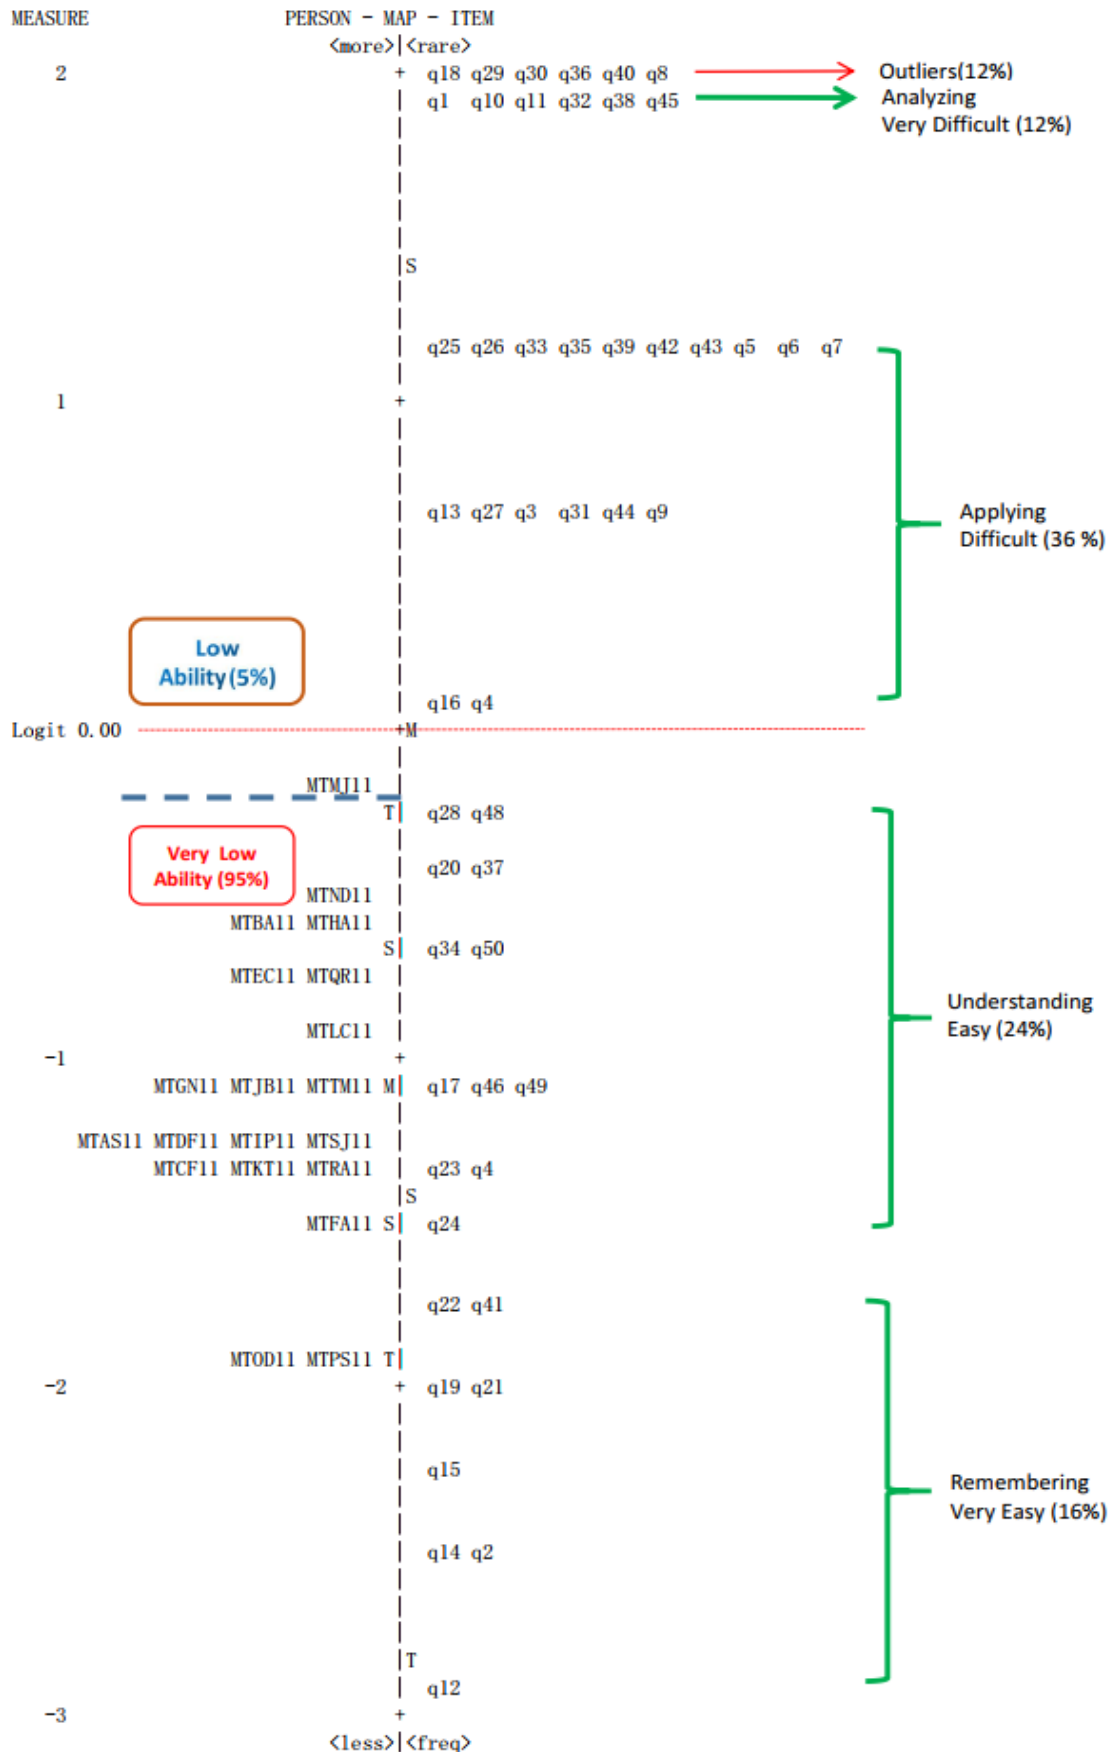 MEASURE PERSON - MAP - ITEM
<more>|<rare>
2 + q18 q29 q30 q36 q40 q8 Outliers(12%)
q1 q10 q11 q32 q38 q45 Analyzing
Very Difficult (12%)
S
q25 q26 q33 q35 q39 q42 q43 q5 q6 q7
1 +
q13 q27 q3 q31 q44 q9 Applying
Difficult (36 %)
Low
Ability (5%)
q16 q4
Logit 0.00 +M
MTMJ11
T| q28 q48
Very Low
Ability (95%)
q20 q37
MTND11
MTBA11 MTHA11
S| q34 q50
MTEC11 MTQR11
Understanding
Easy (24%)
MTLC11
-1 +
MTGN11 MTJB11 MTTM11 M| q17 q46 q49
MTAS11 MTDF11 MTIP11 MTSJ11
MTCF11 MTKT11 MTRA11 q23 q4
|S
MTFA11 S| q24
q22 q41
MTOD11 MTPS11 T|
-2 + q19 q21
q15
Remembering
Very Easy (16%)
q14 q2
|T
q12
-3 +
<less>|<freq>